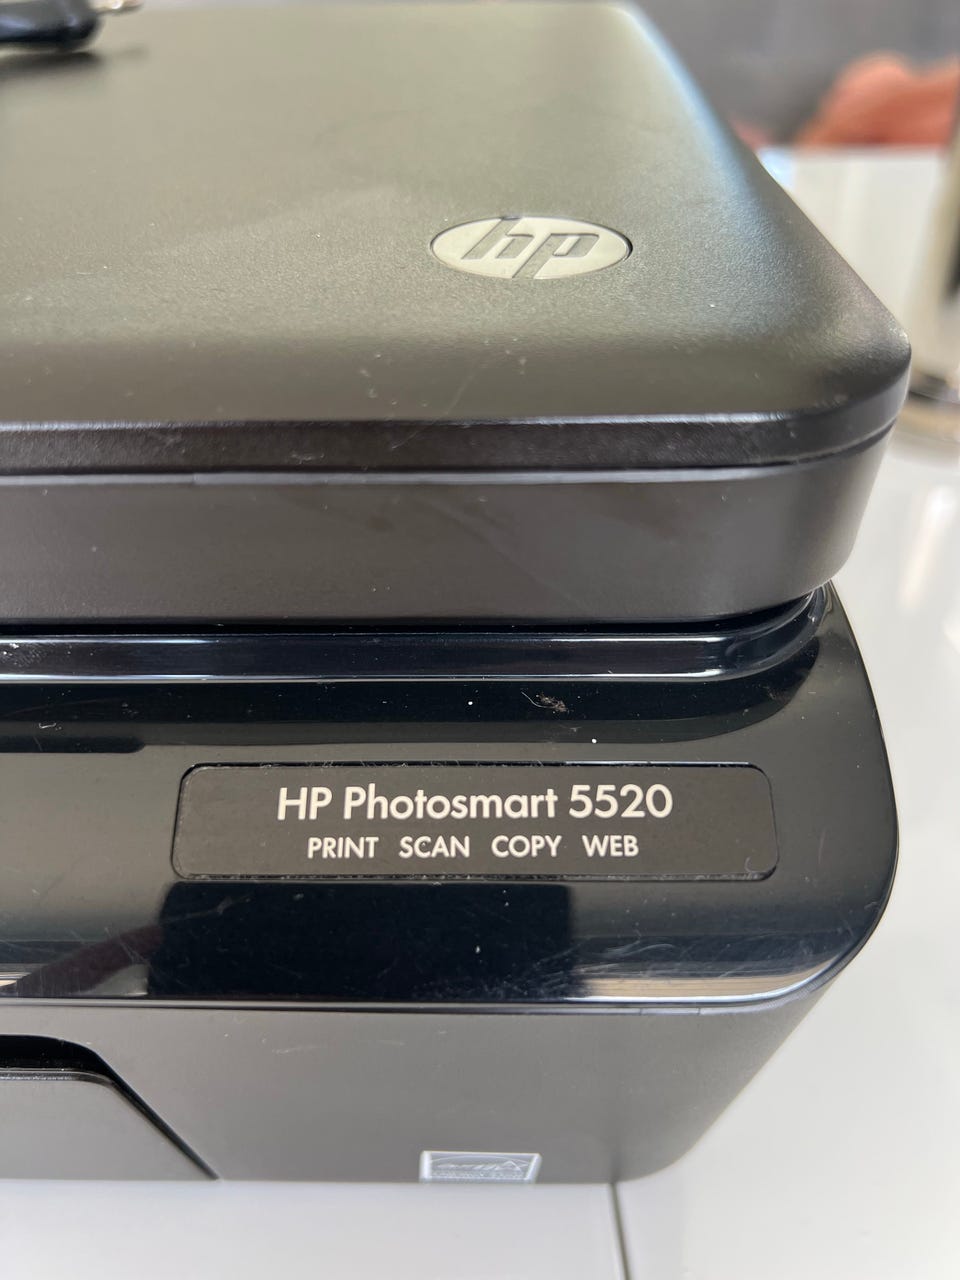 hp
HP Photosmart 5520
PRINT SCAN COPY WEB